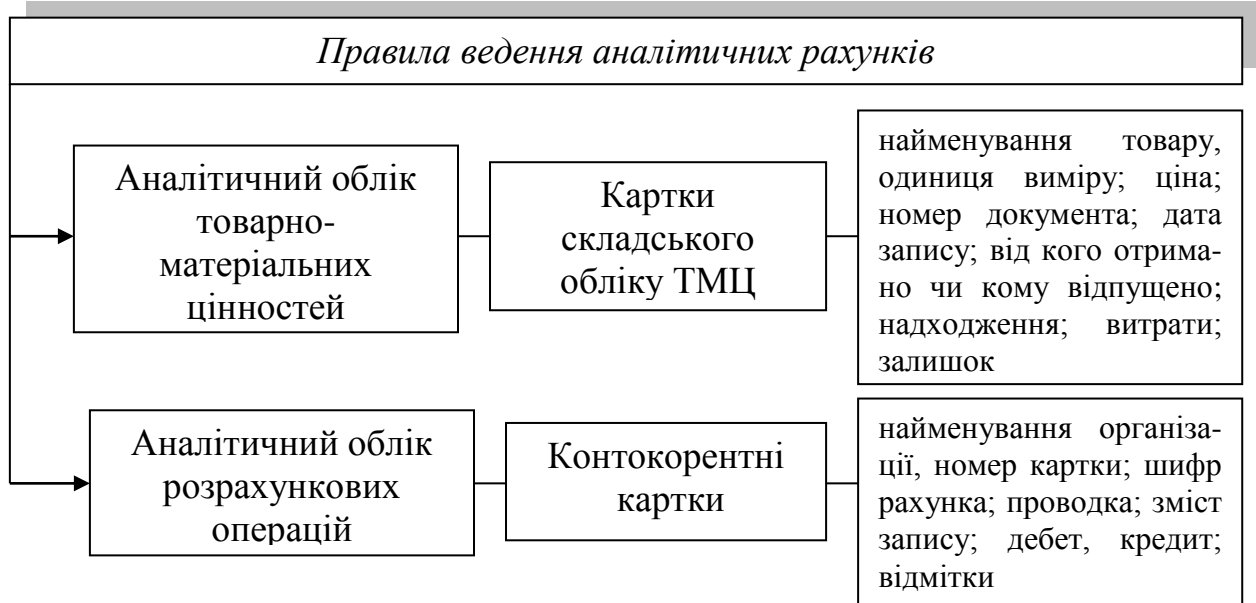 Правила ведення аналітичних рахунків
Аналітичний облік
товарно-
матеріальних
цінностей
Картки
складського
обліку ТМЦ
найменування товару,
одиниця виміру; ціна;
номер документа; дата
запису; від кого отрима-
но чи кому відпущено;
надходження; витрати;
залишок
Аналітичний облік
розрахункових
операцій
Контокорентні
картки
найменування організа-
ції, номер картки; шифр
рахунка; проводка; зміст
запису; дебет, кредит;
відмітки